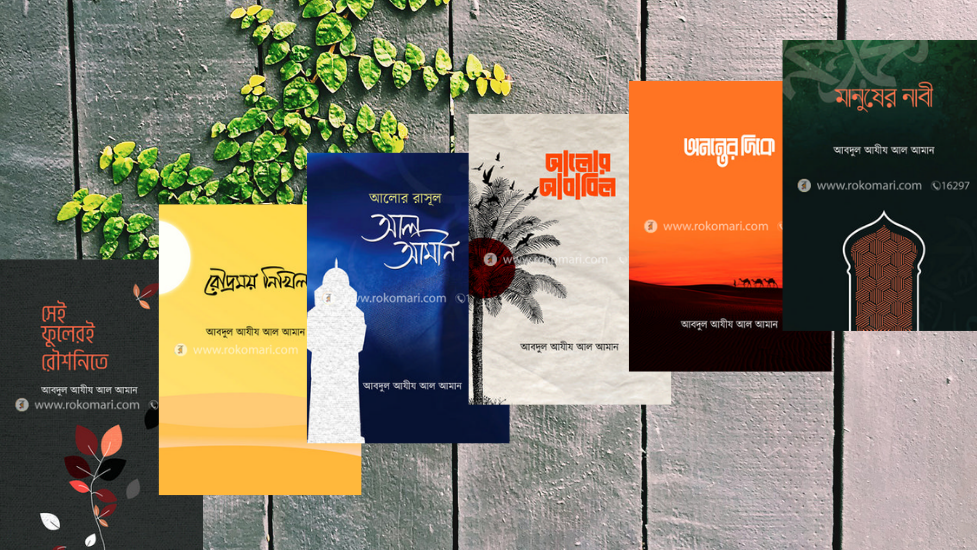 সেই
ফুলেরই
রৌশনিতে
আবদুল আযীয আল আমান
www.rokomari.com
রৌদ্রময় নিখিল
আবদুল আযীয আল আমান
www.rokomari.com
আলোর রাসূল
আল
আমীন
www.rokomari.com
আবদুল আযীয আল আমান
আলোর
আবাবিল
www.rokomari.com
আবদুল আযীয আল আমান
অনন্তের দিকে
www.rokomari.com
আবদুল আযীয আল আমান
মানুষের নাবী
আবদুল আযীয আল আমান
www.rokomari.com 16297